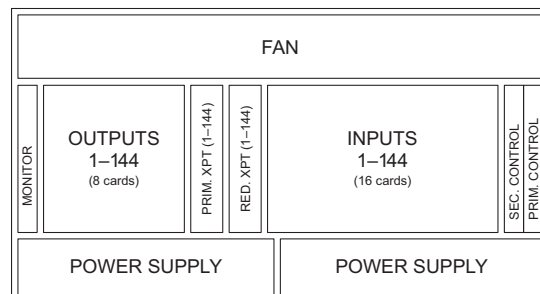 FAN
MONITOR
OUTPUTS
1–144
(8 cards)
PRIM. XPT (1–144)
RED. XPT (1–144)
INPUTS
1–144
(16 cards)
SEC. CONTROL
PRIM. CONTROL
POWER SUPPLY
POWER SUPPLY